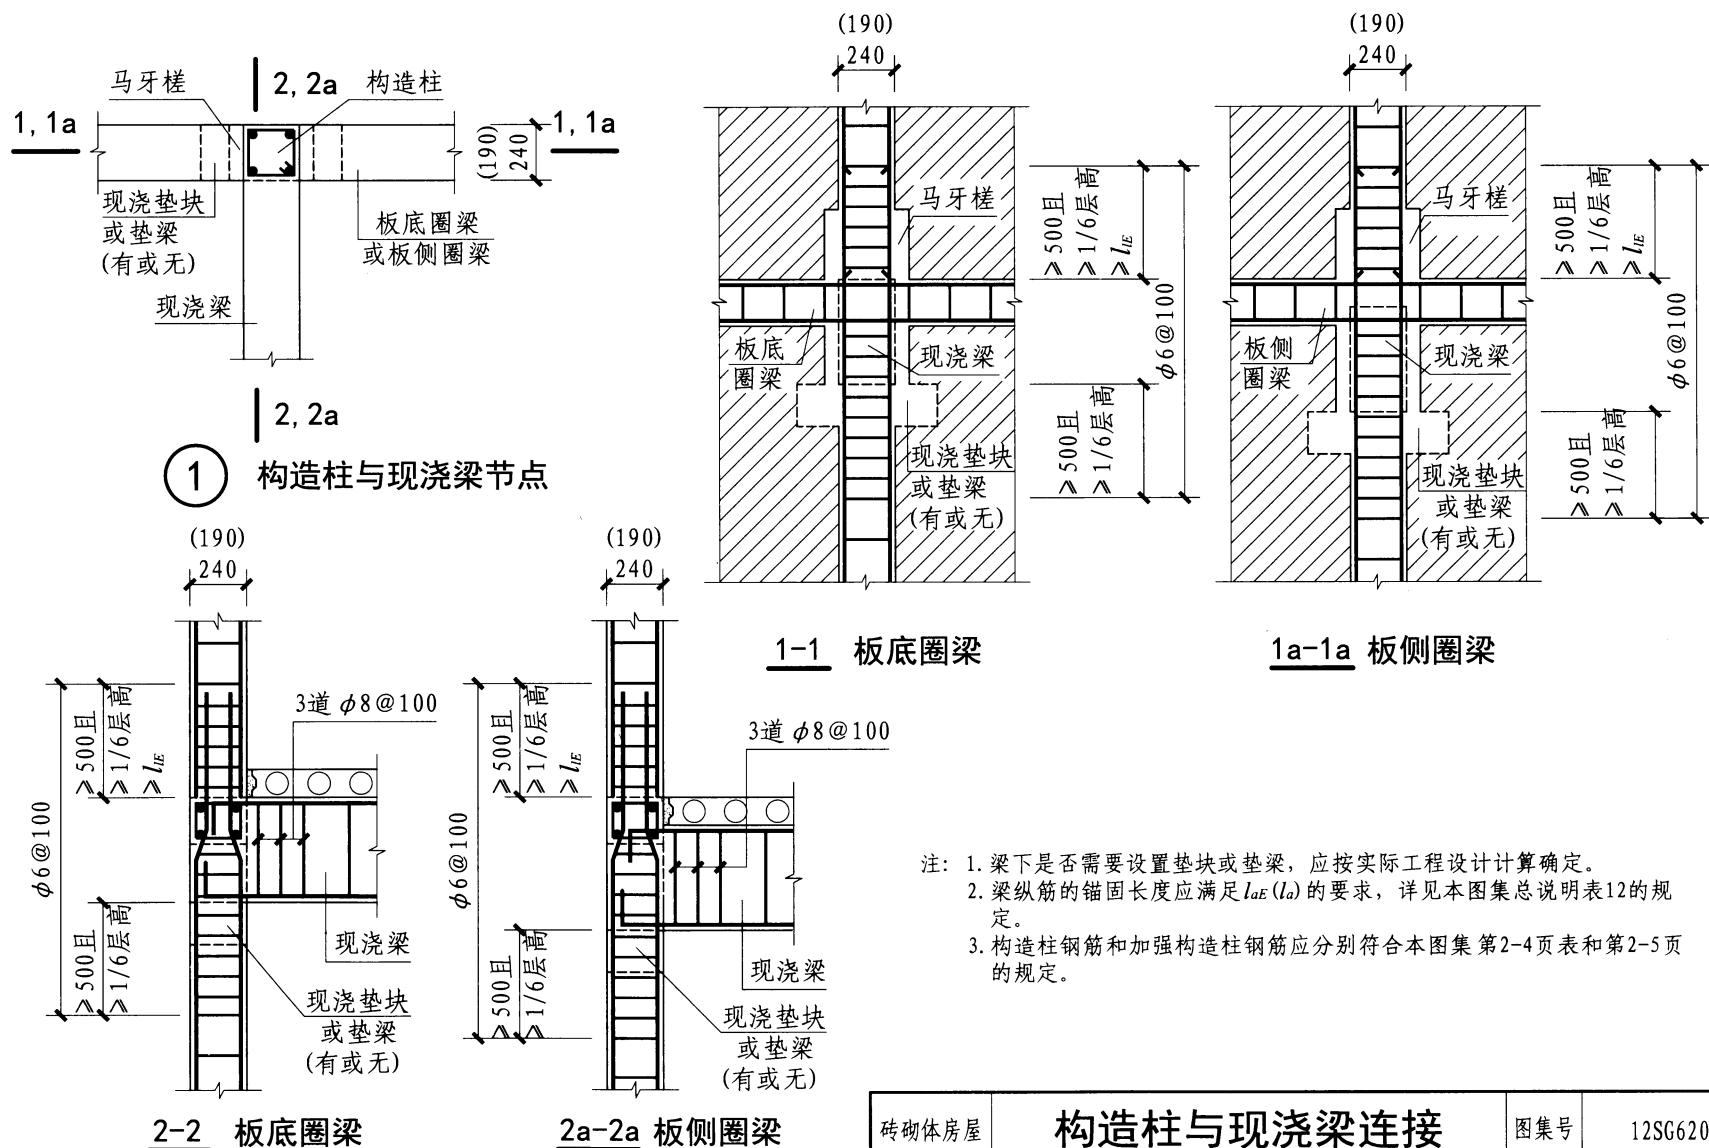 (190)
240
(190)
240
马牙槎
2, 2a
构造柱
1, 1a
1, 1a
(190)
240
现浇垫块
或垫梁
(有或无)
板底圈梁
或板侧圈梁
现浇梁
2, 2a
1 构造柱与现浇梁节点
马牙槎
≥500且
≥1/6层高
≥llE
板底
圈梁
现浇梁
φ6@100
≥500且
≥1/6层高
现浇垫块
或垫梁
(有或无)
1-1 板底圈梁
马牙槎
≥500且
≥1/6层高
≥llE
板侧
圈梁
现浇梁
φ6@100
≥500且
≥1/6层高
现浇垫块
或垫梁
(有或无)
1a-1a 板侧圈梁
(190)
240
≥500且
≥1/6层高
≥llE
3道φ8@100
φ6@100
≥500且
≥1/6层高
现浇梁
现浇垫块
或垫梁
(有或无)
2-2 板底圈梁
(190)
240
≥500且
≥1/6层高
≥llE
3道φ8@100
φ6@100
≥500且
≥1/6层高
现浇梁
现浇垫块
或垫梁
(有或无)
2a-2a 板侧圈梁
注: 1. 梁下是否需要设置垫块或垫梁，应按实际工程设计计算确定。
2. 梁纵筋的锚固长度应满足laE(la)的要求，详见本图集总说明表12的规
定。
3. 构造柱钢筋和加强构造柱钢筋应分别符合本图集第2-4页表和第2-5页
的规定。
砖砌体房屋 构造柱与现浇梁连接 图集号 12SG620